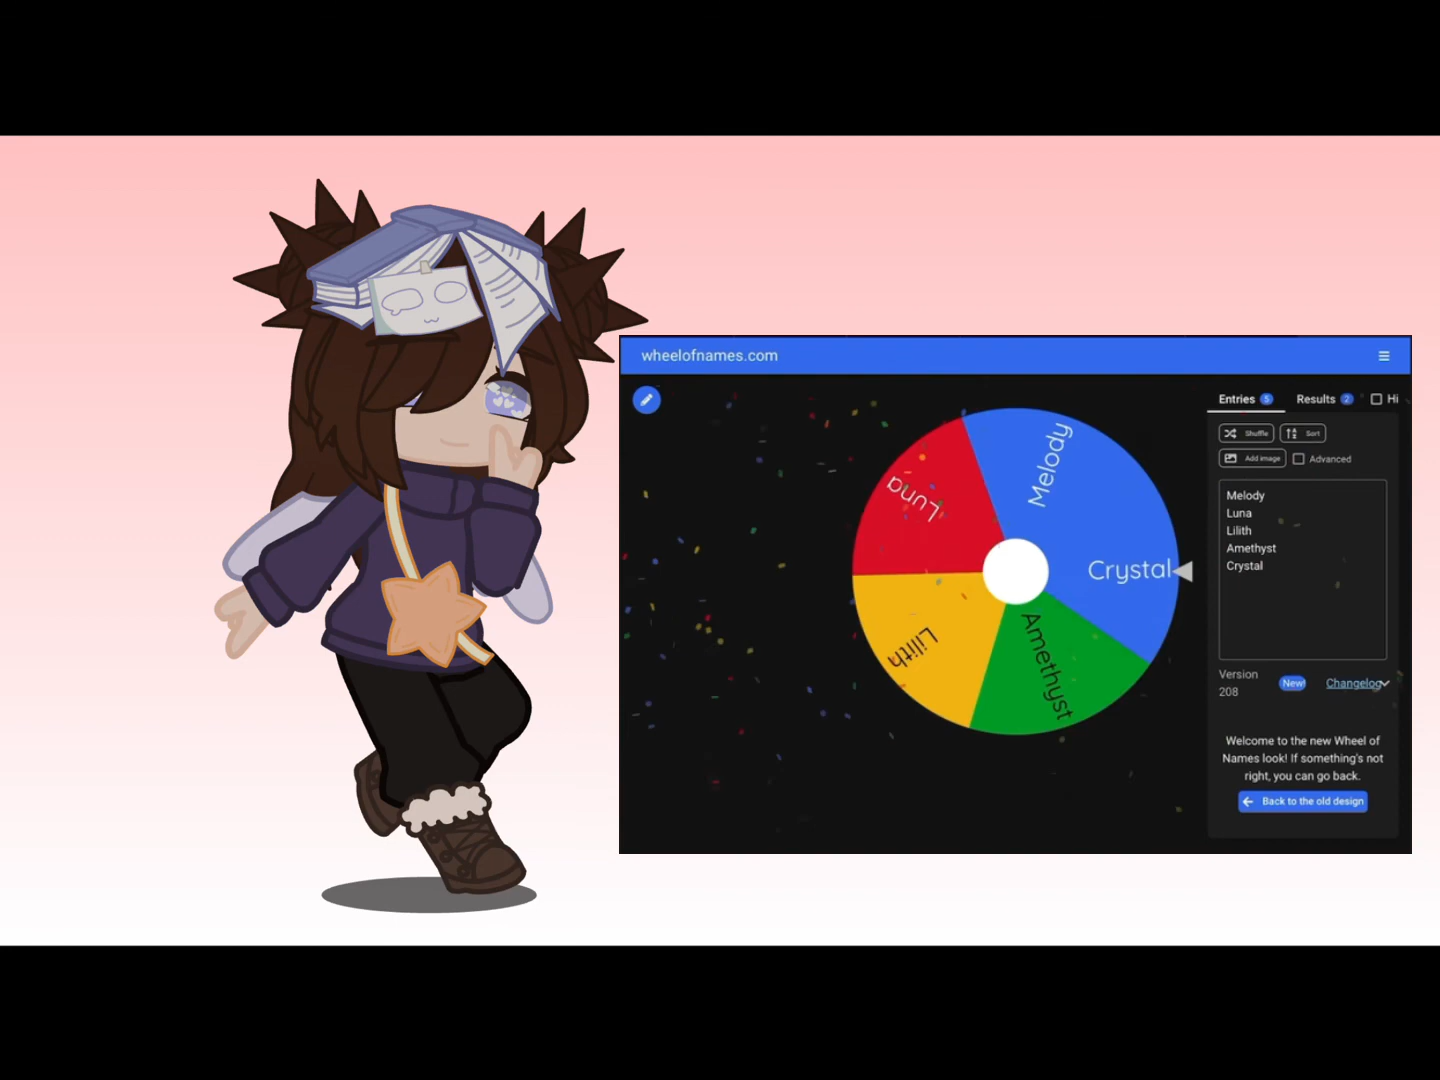 wheelofnames.com
Entries 5
Results 2
Hi
Shuffle
Sort
Add image
Advanced
Melody
Luna
Lilith
Amethyst
Crystal
Melody
Luna
Crystal
Lilith
Amethyst
Version
208
New!
Changelog
Welcome to the new Wheel of
Names look! If something's not
right, you can go back.
Back to the old design